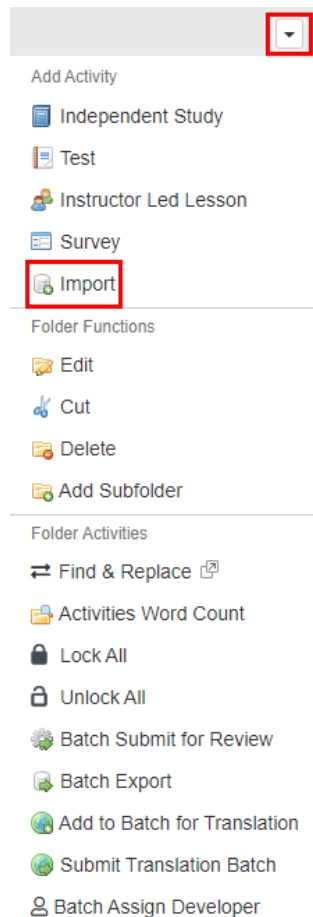 Add Activity
Independent Study
Test
Instructor Led Lesson
Survey
Import
Folder Functions
Edit
Cut
Delete
Add Subfolder
Folder Activities
Find & Replace
Activities Word Count
Lock All
Unlock All
Batch Submit for Review
Batch Export
Add to Batch for Translation
Submit Translation Batch
Batch Assign Developer